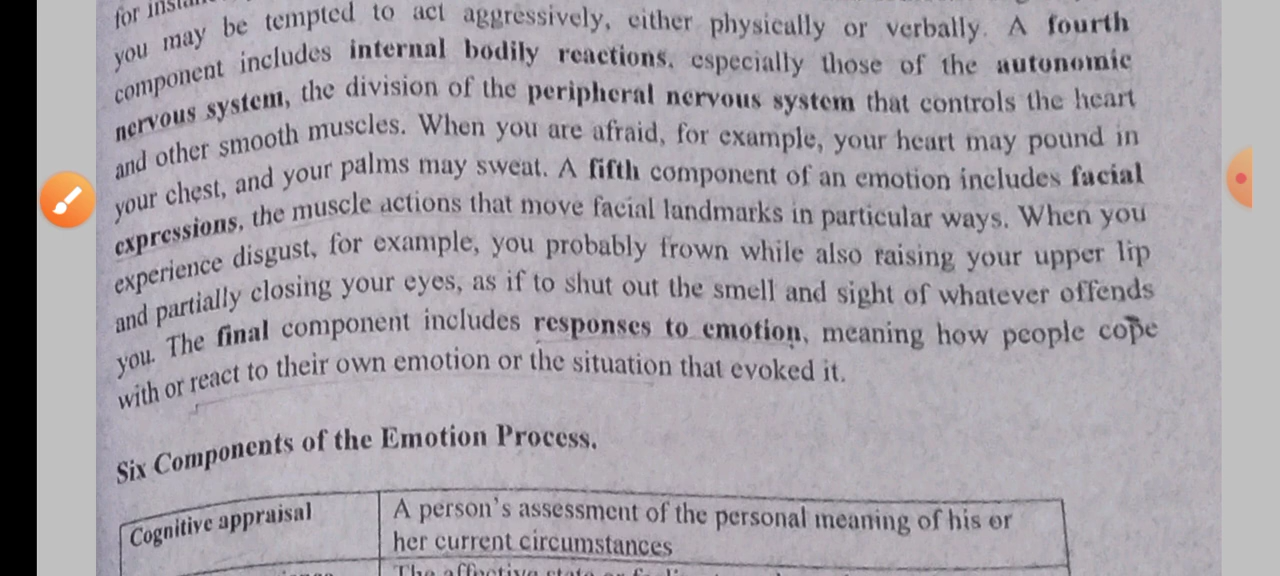 for
you may be tempted to act aggressively, either physically or verbally. A fourth
component includes internal bodily reactions, especially those of the autonomic
nervous system, the division of the peripheral nervous system that controls the heart
and other smooth muscles. When you are afraid, for example, your heart may pound in
your chest, and your palms may sweat. A fifth component of an emotion includes facial
expressions, the muscle actions that move facial landmarks in particular ways. When you
experience disgust, for example, you probably frown while also raising your upper lip
and partially closing your eyes, as if to shut out the smell and sight of whatever offends
you. The final component includes responses to emotion, meaning how people cope
with or react to their own emotion or the situation that evoked it.
Six Components of the Emotion Process.
Cognitive appraisal
A person's assessment of the personal meaning of his or
her current circumstances
The affective state or